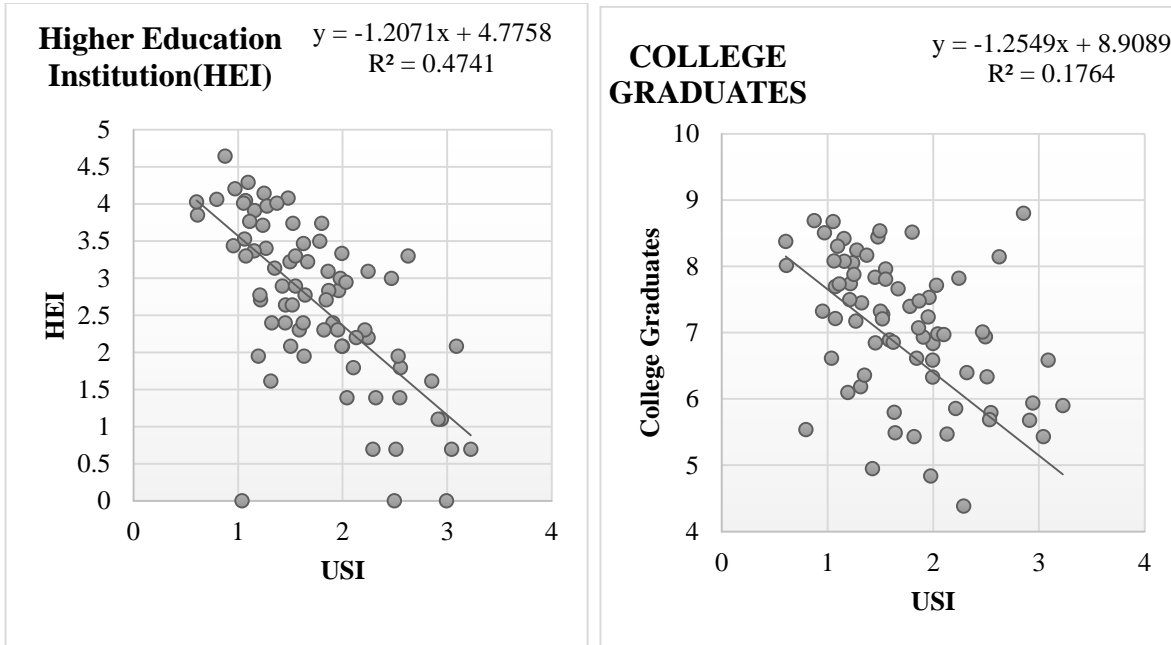 Higher Education
Institution(HEI)
y = -1.2071x + 4.7758
R² = 0.4741
5
4.5
4
3.5
3
2.5
2
1.5
1
0.5
0
HEI
0 1 2 3 4
USI
COLLEGE
GRADUATES
y = -1.2549x + 8.9089
R² = 0.1764
10
9
8
7
6
5
4
College Graduates
0 1 2 3 4
USI